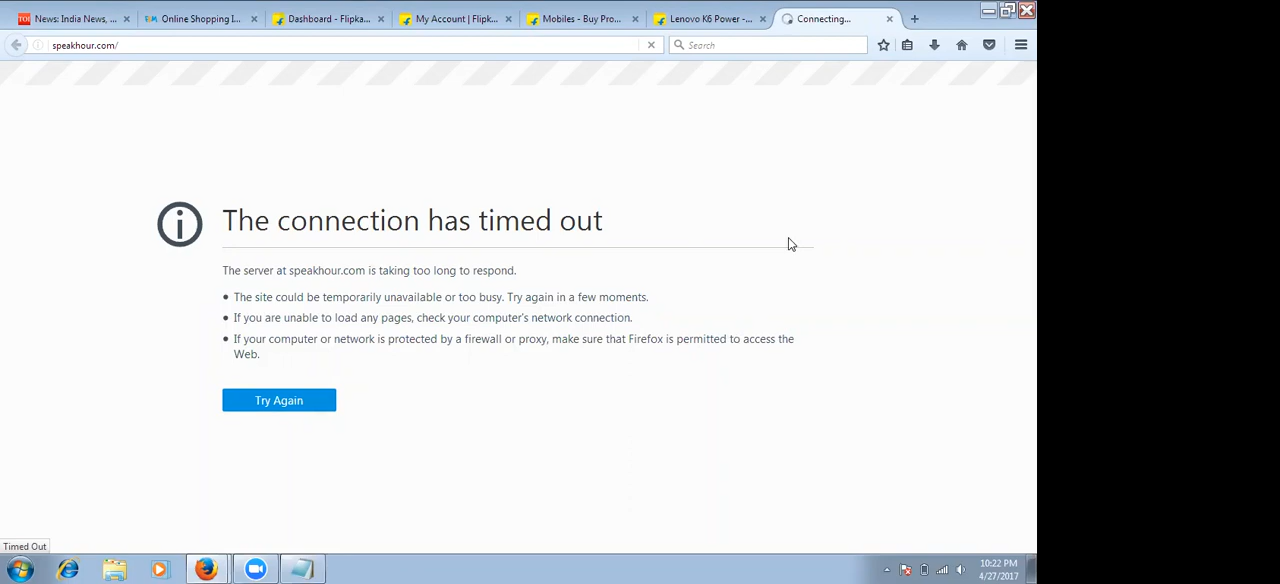 TOI News: India News, ... × Online Shopping I... × Dashboard - Flipka... × My Account | Flipk... × Mobiles - Buy Pro... × Lenovo K6 Power -... × Connecting... × +
speakhour.com/ Search
The connection has timed out
The server at speakhour.com is taking too long to respond.
• The site could be temporarily unavailable or too busy. Try again in a few moments.
• If you are unable to load any pages, check your computer's network connection.
• If your computer or network is protected by a firewall or proxy, make sure that Firefox is permitted to access the
Web.
Try Again
Timed Out
10:22 PM
4/27/2017